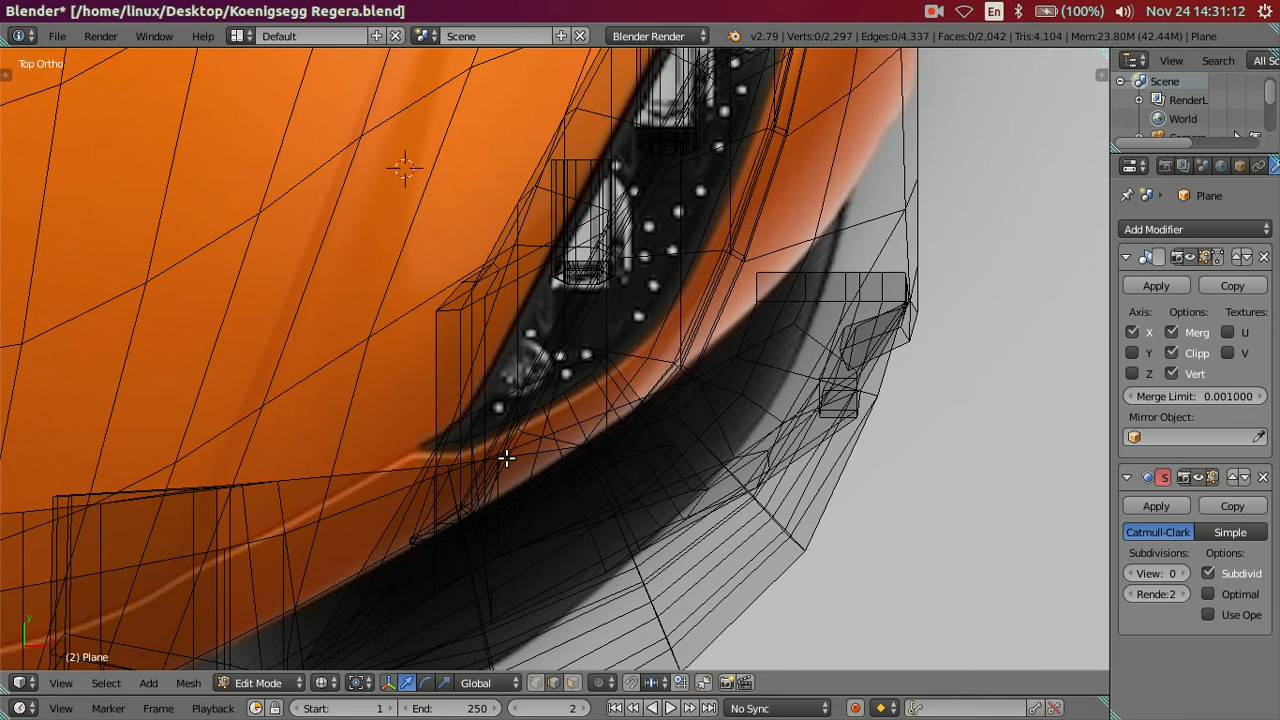 Blender* [/home/linux/Desktop/Koenigsegg Regera.blend]
En (100%) Nov 24 14:31:12
File Render Window Help Default Scene Blender Render v2.79 | Verts:0/2,297 | Edges:0/4,337 | Faces:0/2,042 | Tris:4,104 | Mem:23.80M (42.44M) | Plane
Top Ortho
View Search All Sc
Scene
RenderL
World
Plane
Add Modifier
Apply Copy
Axis: Options: Textures:
X Merg U
Y Clipp V
Z Vert
Merge Limit: 0.001000
Mirror Object:
S
Apply Copy
Catmull-Clark Simple
Subdivisions: Options:
View: 0 Subdivid
Rende:2 Optimal
Use Ope
y
(2) Plane
View Select Add Mesh Edit Mode Global
View Marker Frame Playback Start: 1 End: 250 2 No Sync